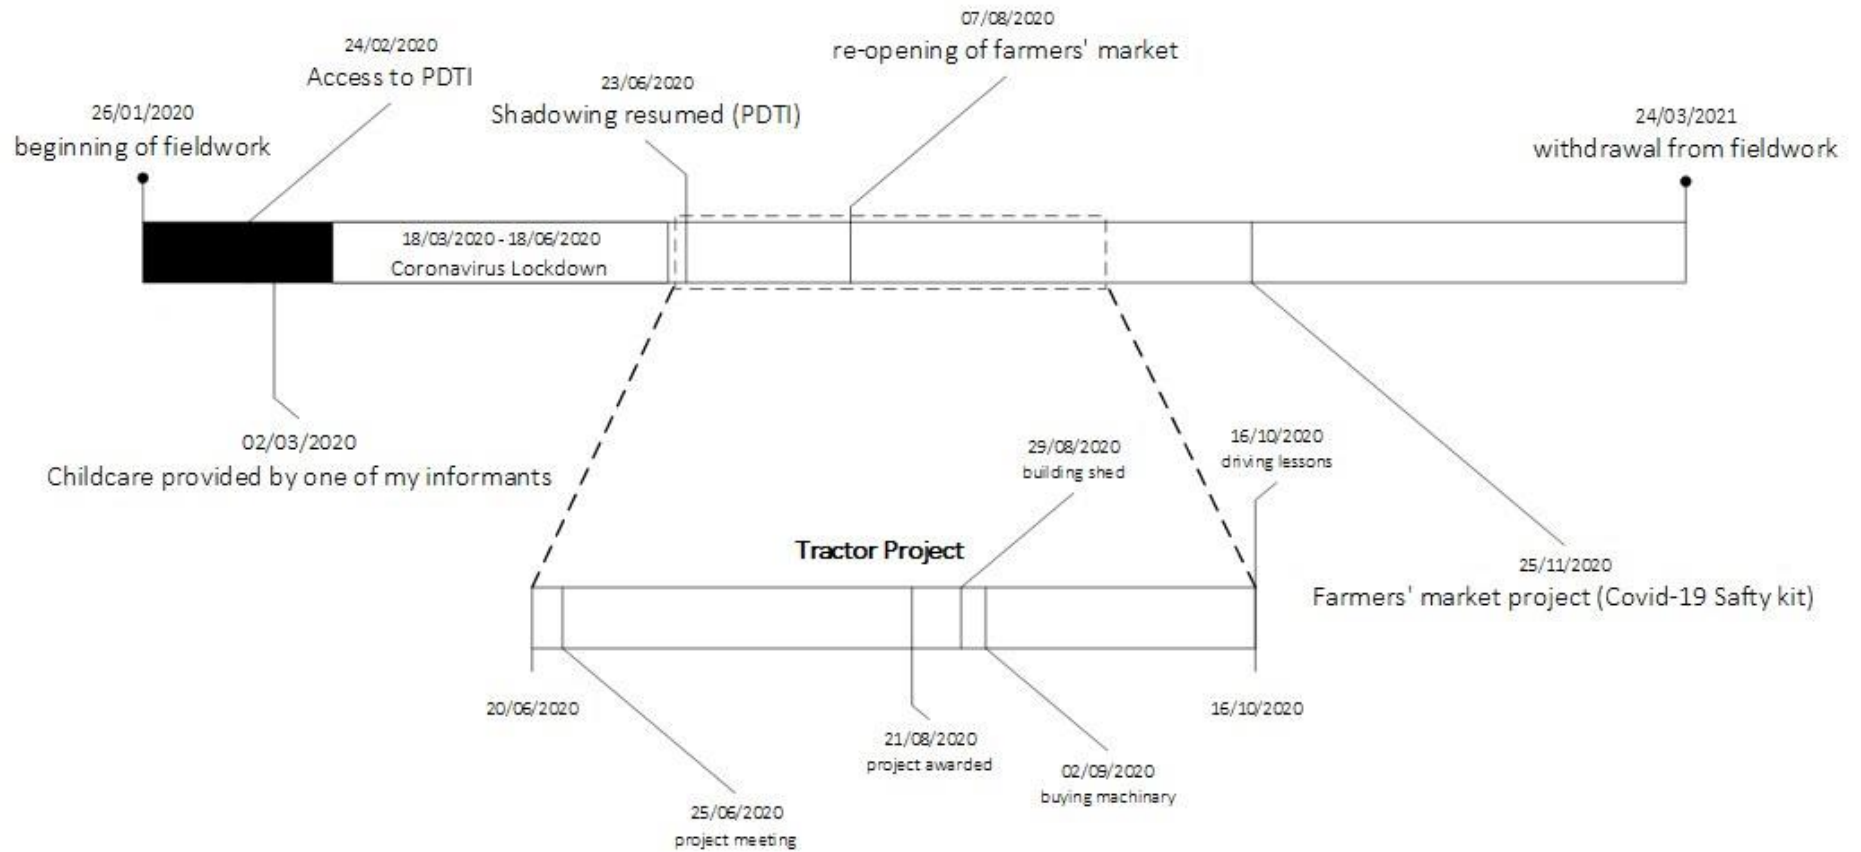 07/08/2020
re-opening of farmers' market
24/02/2020
Access to PDTI
23/06/2020
Shadowing resumed (PDTI)
26/01/2020
beginning of fieldwork
24/03/2021
withdrawal from fieldwork
18/03/2020 - 18/06/2020
Coronavirus Lockdown
02/03/2020
Childcare provided by one of my informants
29/08/2020
building shed
16/10/2020
driving lessons
Tractor Project
25/11/2020
Farmers' market project (Covid-19 Safty kit)
20/06/2020
16/10/2020
21/08/2020
project awarded
02/09/2020
buying machinary
25/06/2020
project meeting